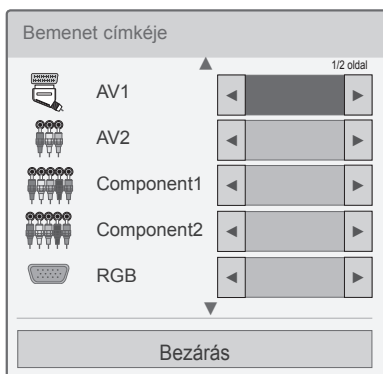 Bemenet címkéje
1/2 oldal
AV1
AV2
Component1
Component2
RGB
Bezárás